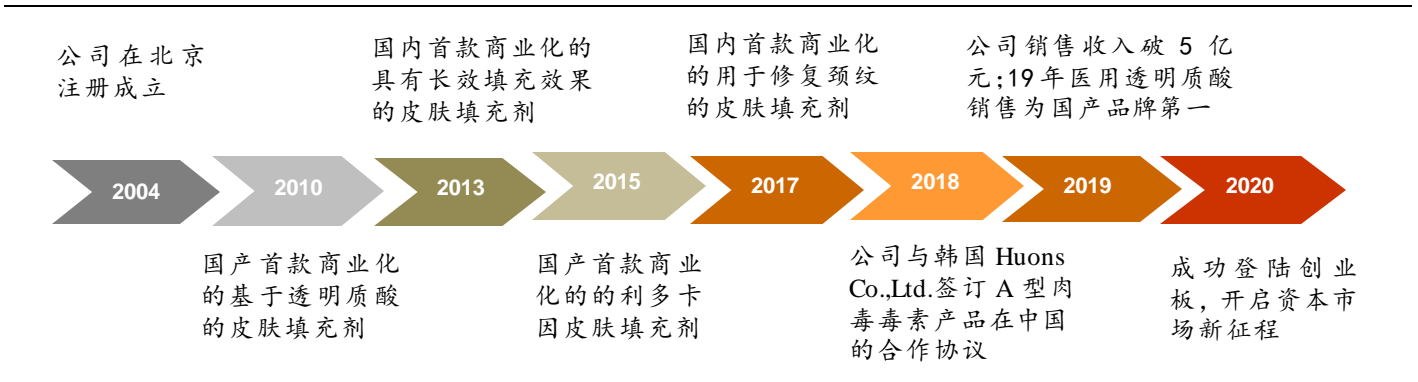 公司在北京
注册成立
国内首款商业化的
具有长效填充效果
的皮肤填充剂
国内首款商业化
的用于修复颈纹
的皮肤填充剂
公司销售收入破 5 亿
元;19年医用透明质酸
销售为国产品牌第一
2004
2010
2013
2015
2017
2018
2019
2020
国产首款商业化
的基于透明质酸
的皮肤填充剂
国产首款商业
化的的利多卡
因皮肤填充剂
公司与韩国 Huons
Co.,Ltd.签订 A 型肉
毒毒素产品在中国
的合作协议
成功登陆创业
板，开启资本市
场新征程